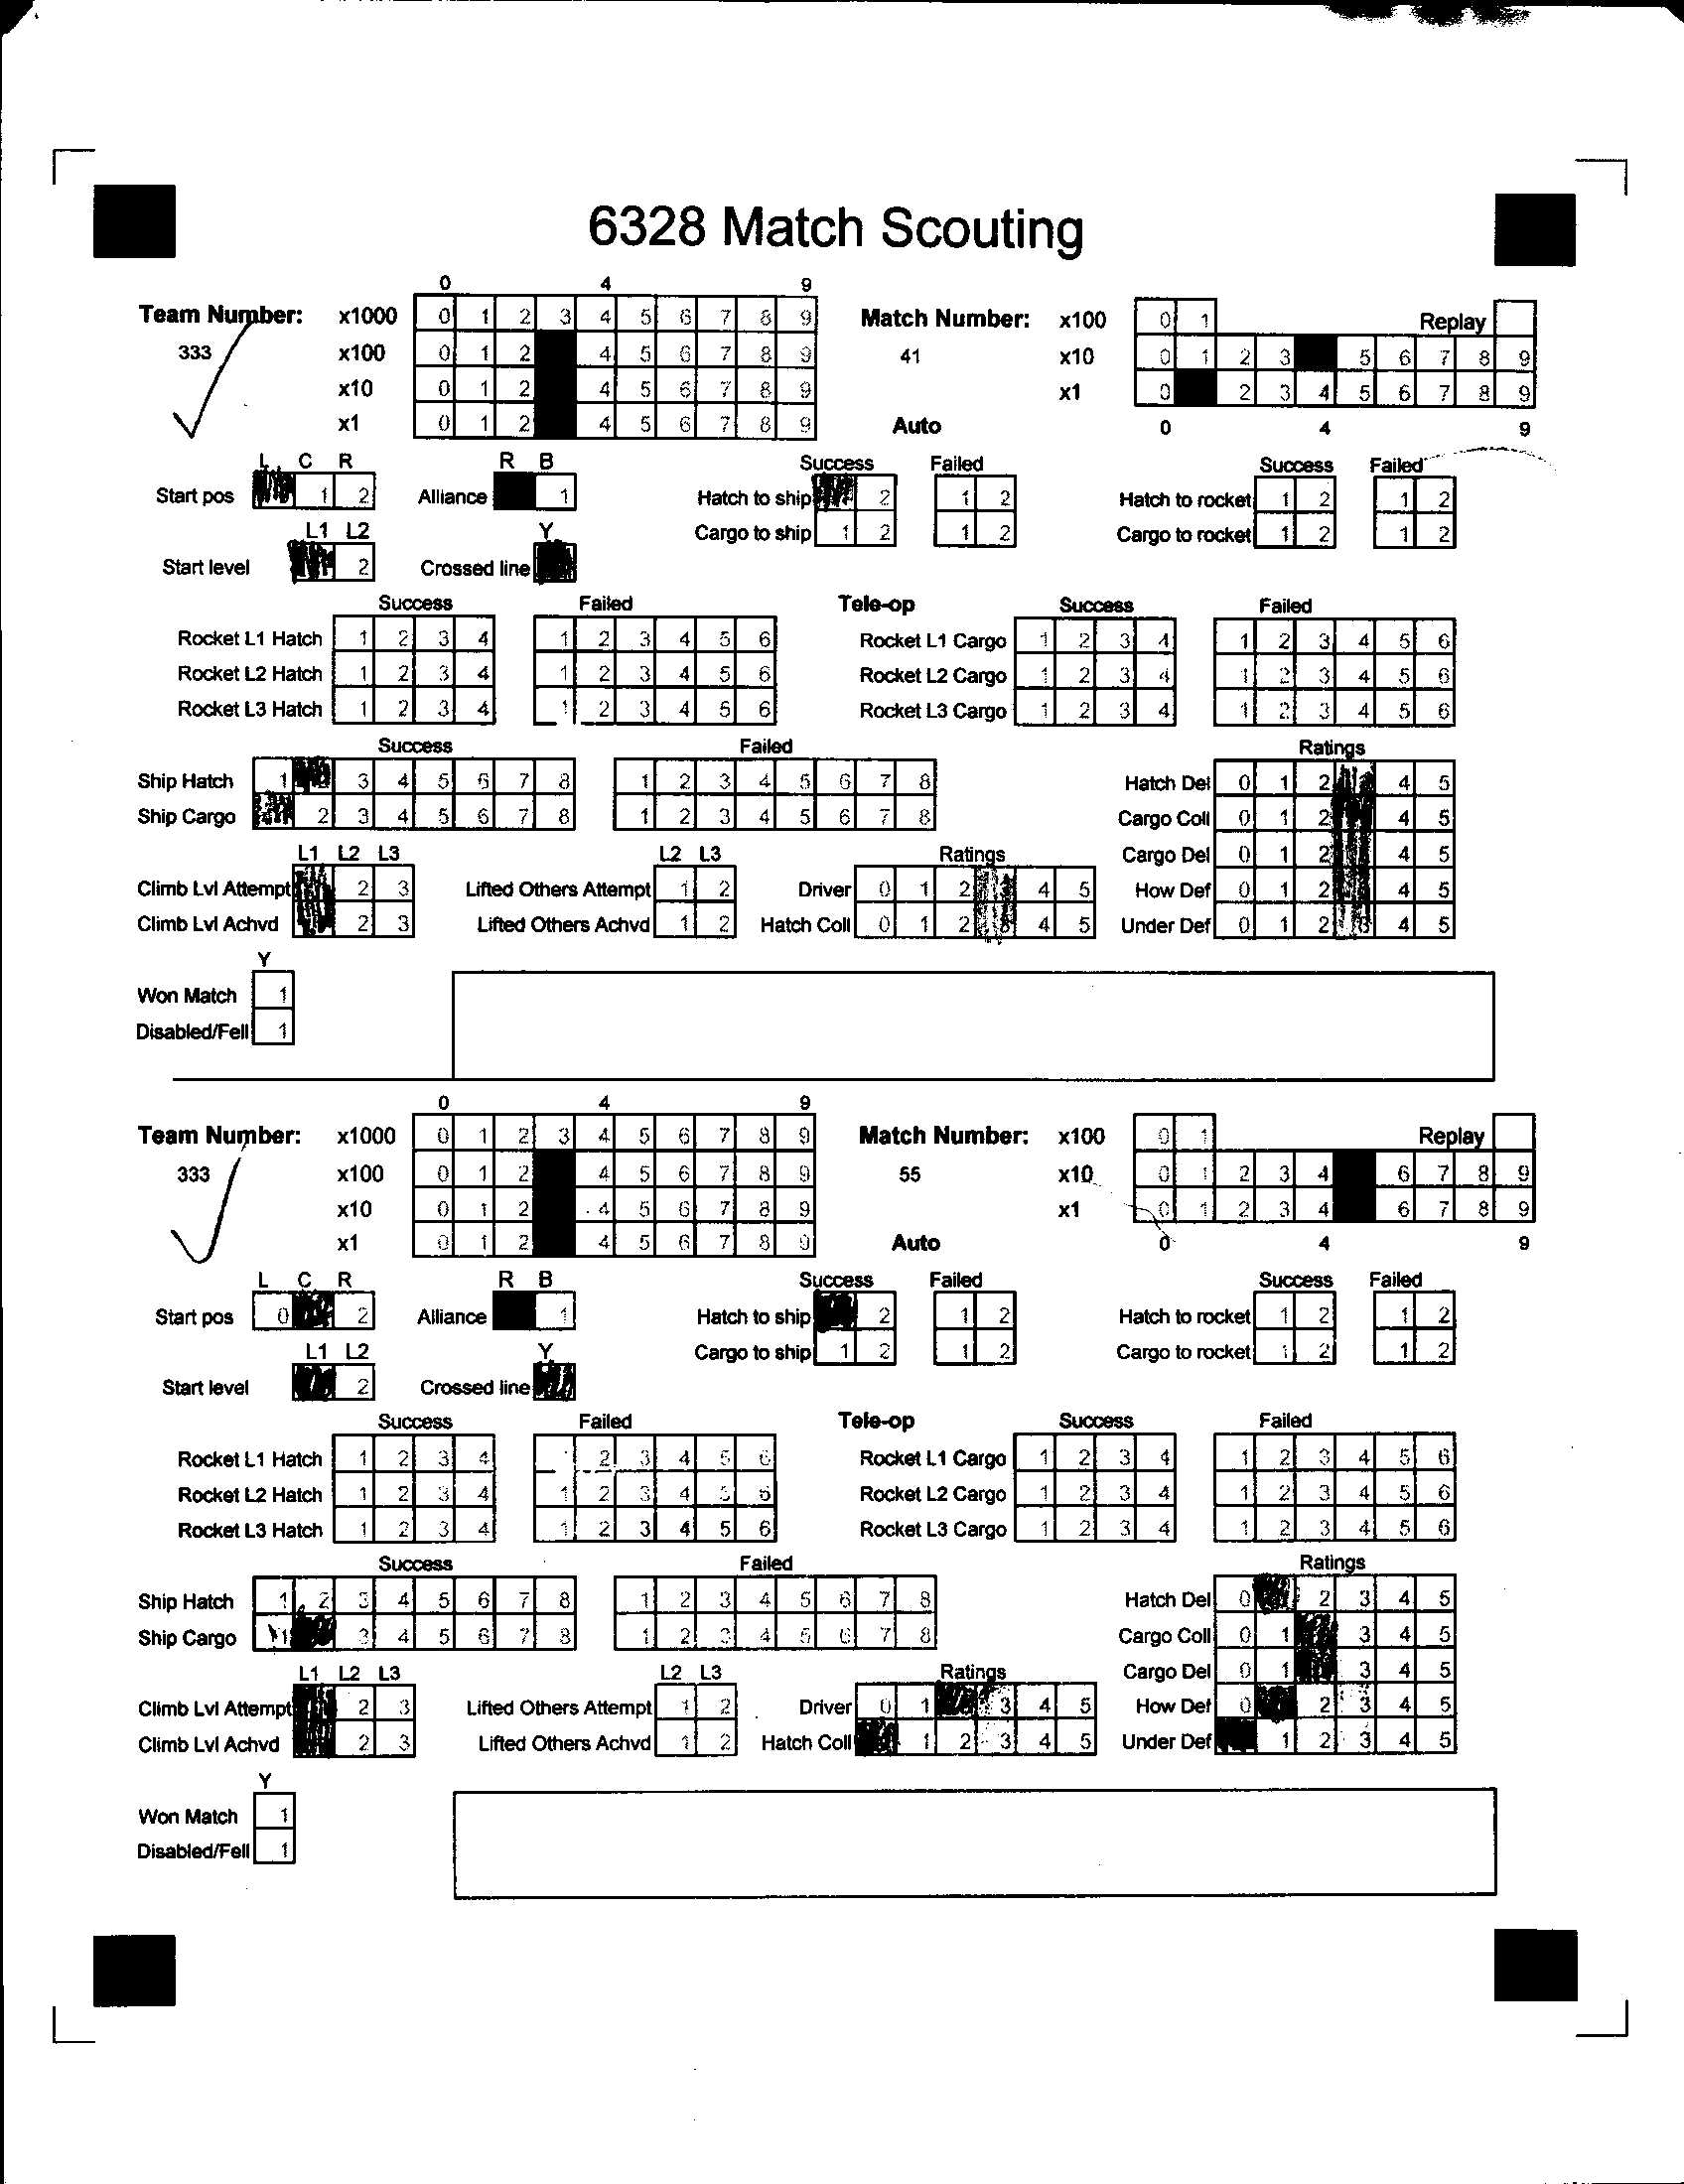 6328 Match Scouting
0 4 9
Team Number: x1000 0 1 2 3 4 5 6 7 8 9 Match Number: x100 0 1 Replay
333 x100 0 1 2 4 5 6 7 8 9 41 x10 0 1 2 3 5 6 7 8 9
x10 0 1 2 4 5 6 7 8 9 x1 0 2 3 4 5 6 7 8 9
x1 0 1 2 4 5 6 7 8 9 Auto 0 4 9
L C R R B Success Failed Success Failed
Start pos 1 2 Alliance 1 Hatch to ship 2 1 2 Hatch to rocket 1 2 1 2
L1 L2 Y Cargo to ship 1 2 1 2 Cargo to rocket 1 2 1 2
Start level 2 Crossed line
Success Failed Tele-op Success Failed
Rocket L1 Hatch 1 2 3 4 1 2 3 4 5 6 Rocket L1 Cargo 1 2 3 4 1 2 3 4 5 6
Rocket L2 Hatch 1 2 3 4 1 2 3 4 5 6 Rocket L2 Cargo 1 2 3 4 1 2 3 4 5 6
Rocket L3 Hatch 1 2 3 4 1 2 3 4 5 6 Rocket L3 Cargo 1 2 3 4 1 2 3 4 5 6
Success Failed Ratings
Ship Hatch 1 3 4 5 6 7 8 1 2 3 4 5 6 7 8 Hatch Del 0 1 2 4 5
Ship Cargo 2 3 4 5 6 7 8 1 2 3 4 5 6 7 8 Cargo Coll 0 1 2 4 5
L1 L2 L3 L2 L3 Ratings Cargo Del 0 1 2 4 5
Climb Lvl Attempt 2 3 Lifted Others Attempt 1 2 Driver 0 1 2 4 5 How Def 0 1 2 4 5
Climb Lvl Achvd 2 3 Lifted Others Achvd 1 2 Hatch Coll 0 1 2 3 4 5 Under Def 0 1 2 3 4 5
Y
Won Match 1
Disabled/Fell 1
0 4 9
Team Number: x1000 0 1 2 3 4 5 6 7 8 9 Match Number: x100 0 1 Replay
333 x100 0 1 2 4 5 6 7 8 9 55 x10 0 1 2 3 4 6 7 8 9
x10 0 1 2 4 5 6 7 8 9 x1 0 1 2 3 4 6 7 8 9
x1 0 1 2 4 5 6 7 8 9 Auto 0 4 9
L C R R B Success Failed Success Failed
Start pos 0 2 Alliance 1 Hatch to ship 2 1 2 Hatch to rocket 1 2 1 2
L1 L2 Y Cargo to ship 1 2 1 2 Cargo to rocket 1 2 1 2
Start level 2 Crossed line
Success Failed Tele-op Success Failed
Rocket L1 Hatch 1 2 3 4 1 2 3 4 5 6 Rocket L1 Cargo 1 2 3 4 1 2 3 4 5 6
Rocket L2 Hatch 1 2 3 4 1 2 3 4 5 6 Rocket L2 Cargo 1 2 3 4 1 2 3 4 5 6
Rocket L3 Hatch 1 2 3 4 1 2 3 4 5 6 Rocket L3 Cargo 1 2 3 4 1 2 3 4 5 6
Success Failed Ratings
Ship Hatch 1 2 3 4 5 6 7 8 1 2 3 4 5 6 7 8 Hatch Del 0 2 3 4 5
Ship Cargo 1 3 4 5 6 7 8 1 2 3 4 5 6 7 8 Cargo Coll 0 1 3 4 5
L1 L2 L3 L2 L3 Ratings Cargo Del 0 1 3 4 5
Climb Lvl Attempt 2 3 Lifted Others Attempt 1 2 Driver 0 1 3 4 5 How Def 0 2 3 4 5
Climb Lvl Achvd 2 3 Lifted Others Achvd 1 2 Hatch Coll 1 2 3 4 5 Under Def 1 2 3 4 5
Y
Won Match 1
Disabled/Fell 1